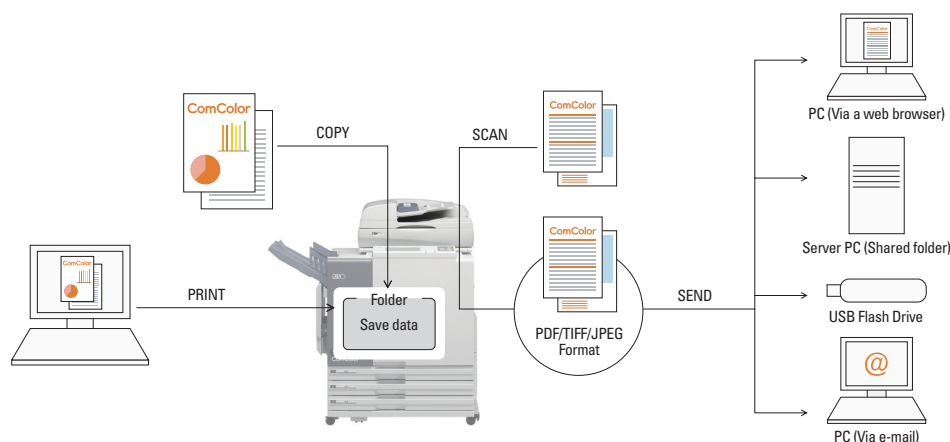 ComColor
COPY
ComColor
PRINT
Folder
Save data
SCAN
ComColor
ComColor
PDF/TIFF/JPEG
Format
SEND
PC (Via a web browser)
Server PC (Shared folder)
USB Flash Drive
@
PC (Via e-mail)